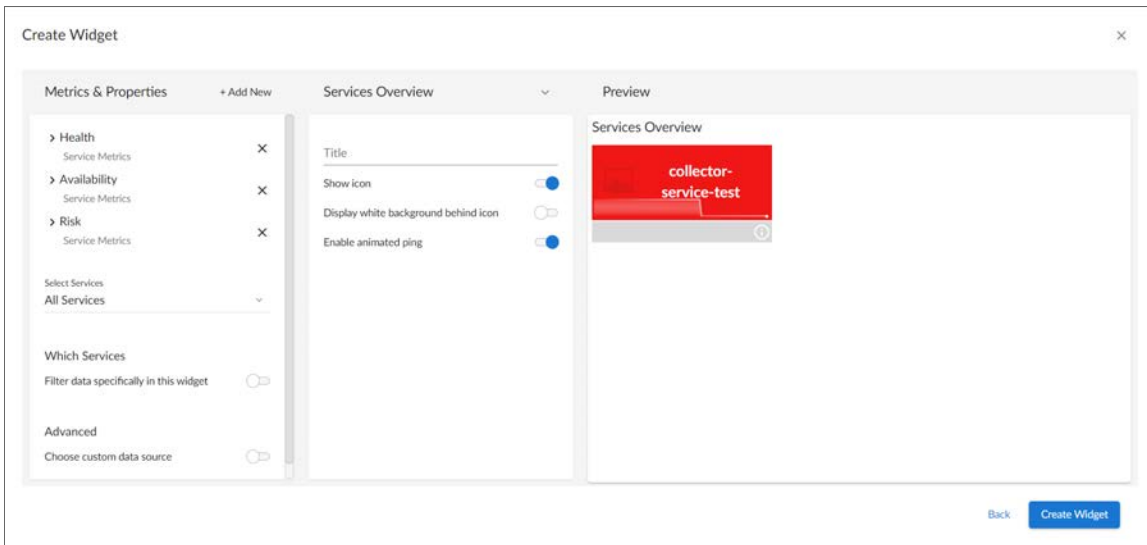 Create Widget
Metrics & Properties
+ Add New
Health
Service Metrics
Availability
Service Metrics
Risk
Service Metrics
Select Services
All Services
Which Services
Filter data specifically in this widget
Advanced
Choose custom data source
Services Overview
Title
Show icon
Display white background behind icon
Enable animated ping
Preview
Services Overview
collector-
service-test
Back
Create Widget